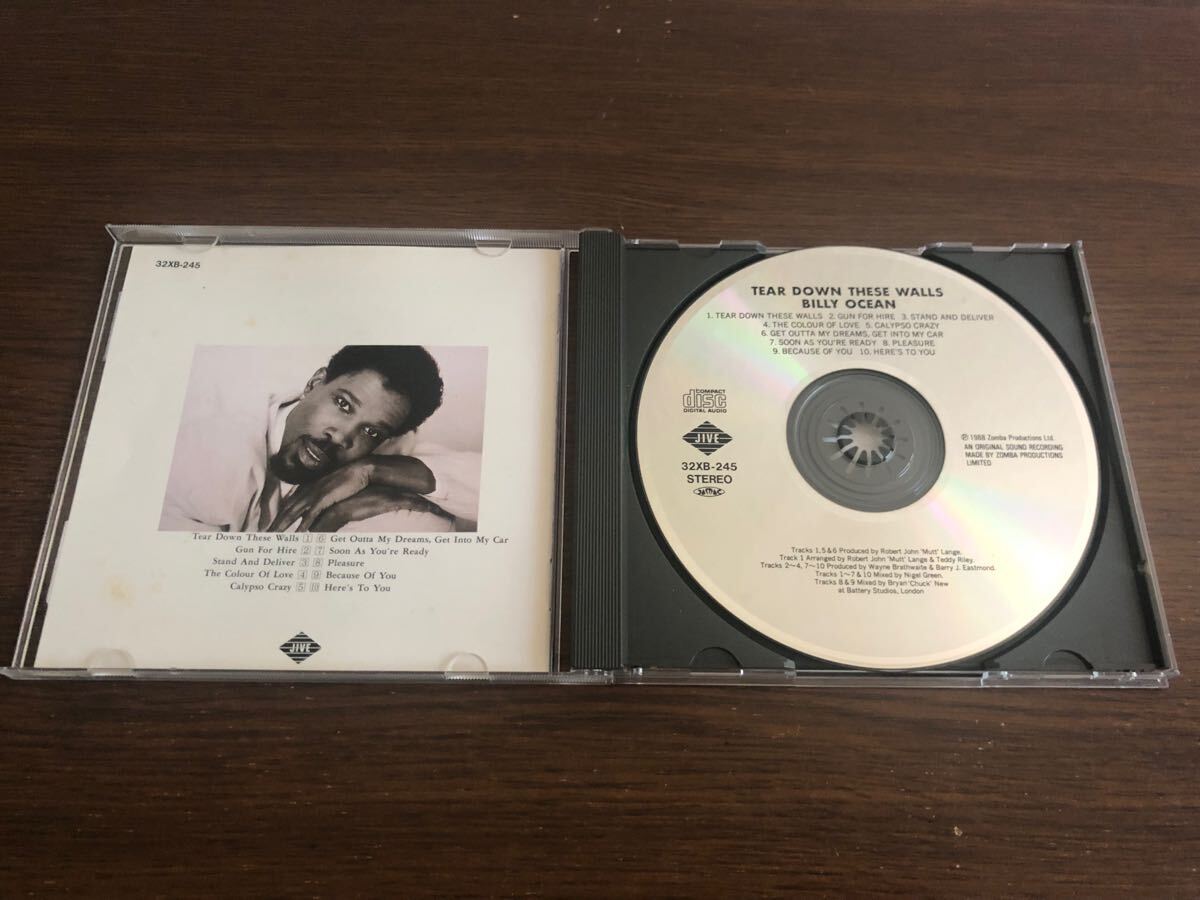 32XB-245
Tear Down These Walls 1 6 Get Outta My Dreams, Get Into My Car
Gun For Hire 2 7 Soon As You're Ready
Stand And Deliver 3 8 Pleasure
The Colour Of Love 4 9 Because Of You
Calypso Crazy 5 10 Here's To You
JIVE
TEAR DOWN THESE WALLS
BILLY OCEAN
1. TEAR DOWN THESE WALLS 2. GUN FOR HIRE 3. STAND AND DELIVER
4. THE COLOUR OF LOVE 5. CALYPSO CRAZY
6. GET OUTTA MY DREAMS, GET INTO MY CAR
7. SOON AS YOU'RE READY 8. PLEASURE
9. BECAUSE OF YOU 10. HERE'S TO YOU
COMPACT
disc
DIGITAL AUDIO
JIVE
32XB-245
STEREO
℗ 1988 Zomba Productions Ltd.
AN ORIGINAL SOUND RECORDING
MADE BY ZOMBA PRODUCTIONS
LIMITED
Tracks 1, 5 & 6 Produced by Robert John 'Mutt' Lange.
Track 1 Arranged by Robert John 'Mutt' Lange & Teddy Riley.
Tracks 2~4, 7~10 Produced by Wayne Brathwaite & Barry J. Eastmond.
Tracks 1~7 & 10 Mixed by Nigel Green.
Tracks 8 & 9 Mixed by Bryan 'Chuck' New
at Battery Studios, London